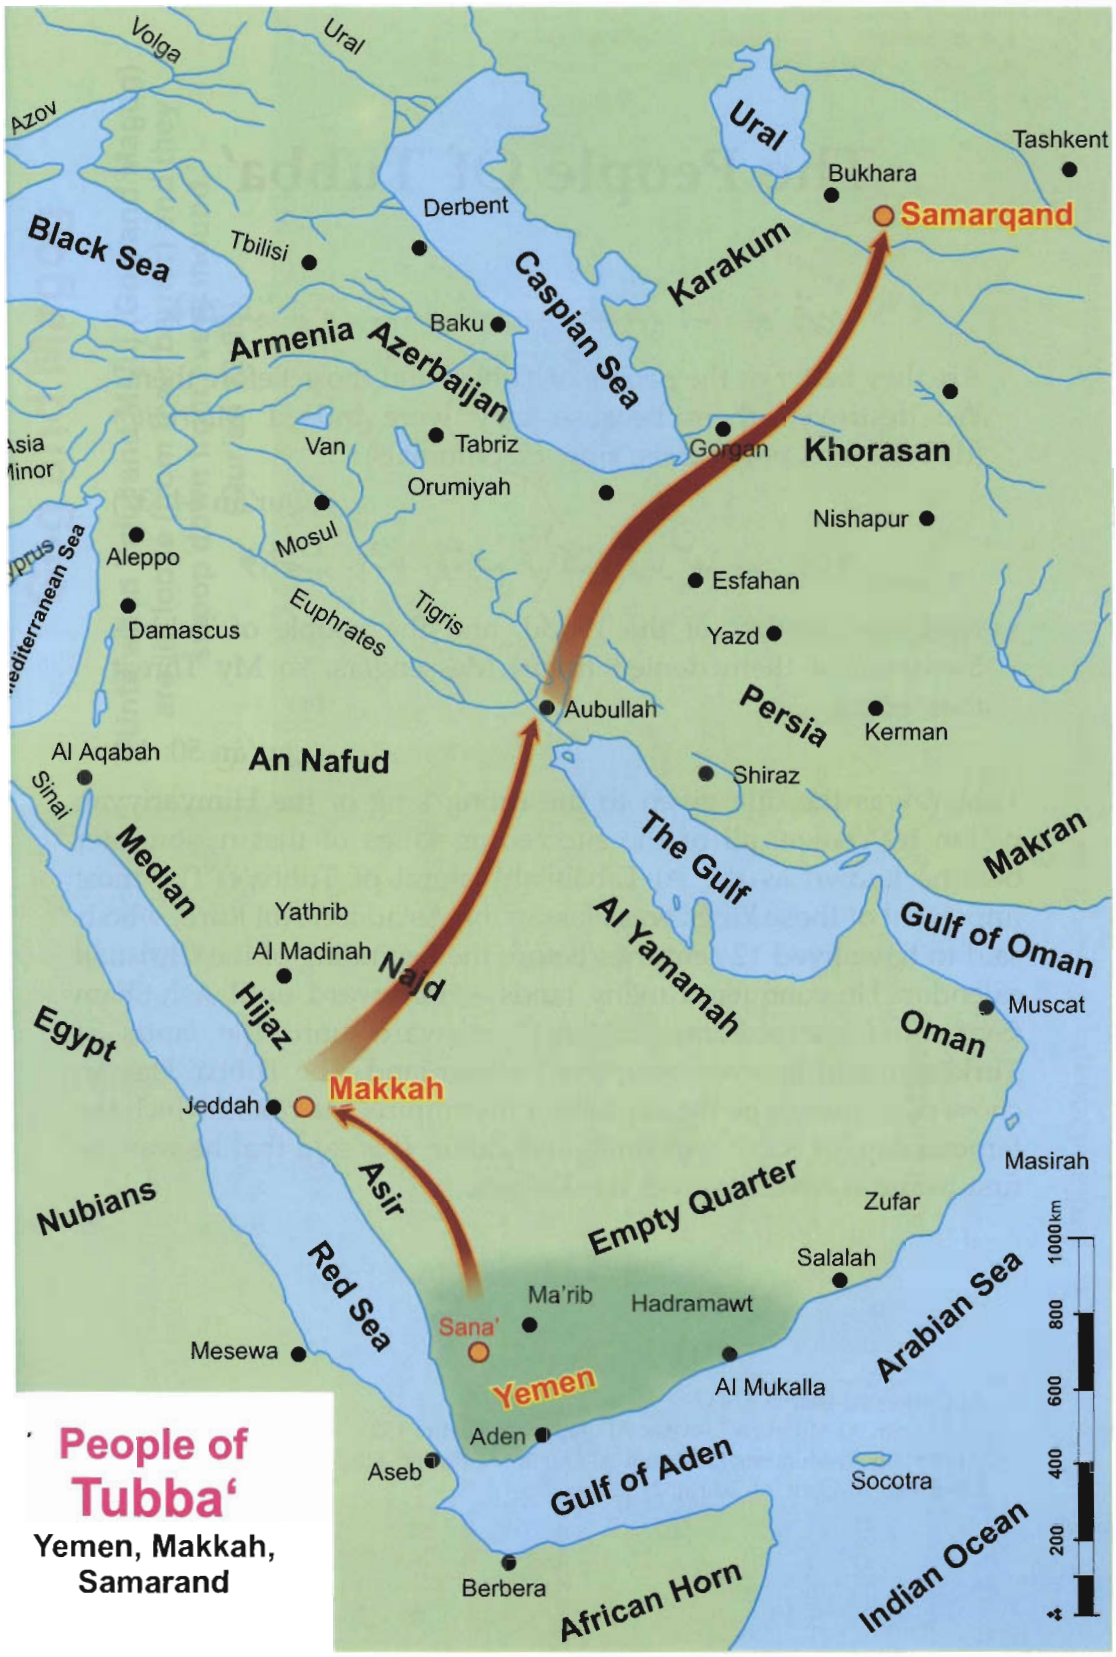 Volga
Ural
Azov
Ural
Tashkent
Bukhara
Samarqand
Derbent
Black Sea
Tbilisi
Karakum
Caspian Sea
Baku
Armenia
Azerbaijan
Van
Tabriz
Gorgan
Khorasan
Asia
Minor
Orumiyah
Mosul
Nishapur
Aleppo
yprus
Mediterranean Sea
Esfahan
Damascus
Euphrates
Tigris
Yazd
Aubullah
Persia
Kerman
Al Aqabah
An Nafud
Sinai
Shiraz
Median
The Gulf
Makran
Yathrib
Al Madinah
Najd
Al Yamamah
Gulf of Oman
Hijaz
Muscat
Egypt
Oman
Makkah
Jeddah
Masirah
Asir
Nubians
Empty Quarter
Zufar
Red Sea
Salalah
Ma'rib
Hadramawt
Sana'
Arabian Sea
Mesewa
Yemen
Al Mukalla
Aden
Aseb
Gulf of Aden
Socotra
Berbera
African Horn
Indian Ocean
1000km
800
600
400
200
People of
Tubba‘
Yemen, Makkah,
Samarand